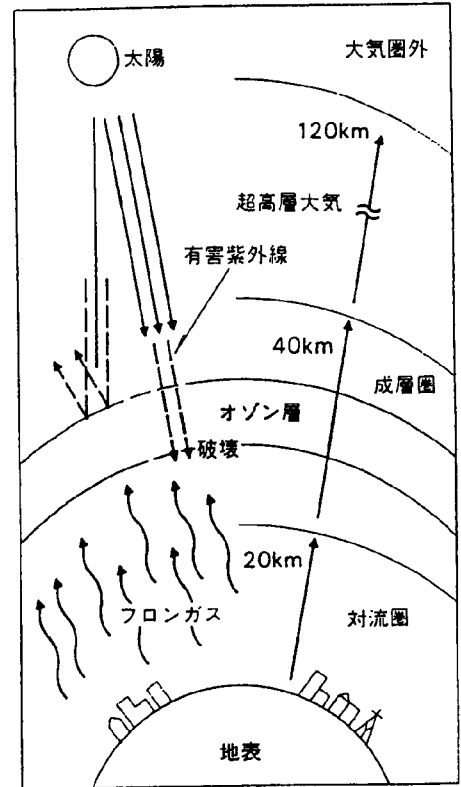 太陽
大気圏外
120km
超高層大気
有害紫外線
40km
成層圏
オゾン層
破壊
20km
フロンガス
対流圏
地表